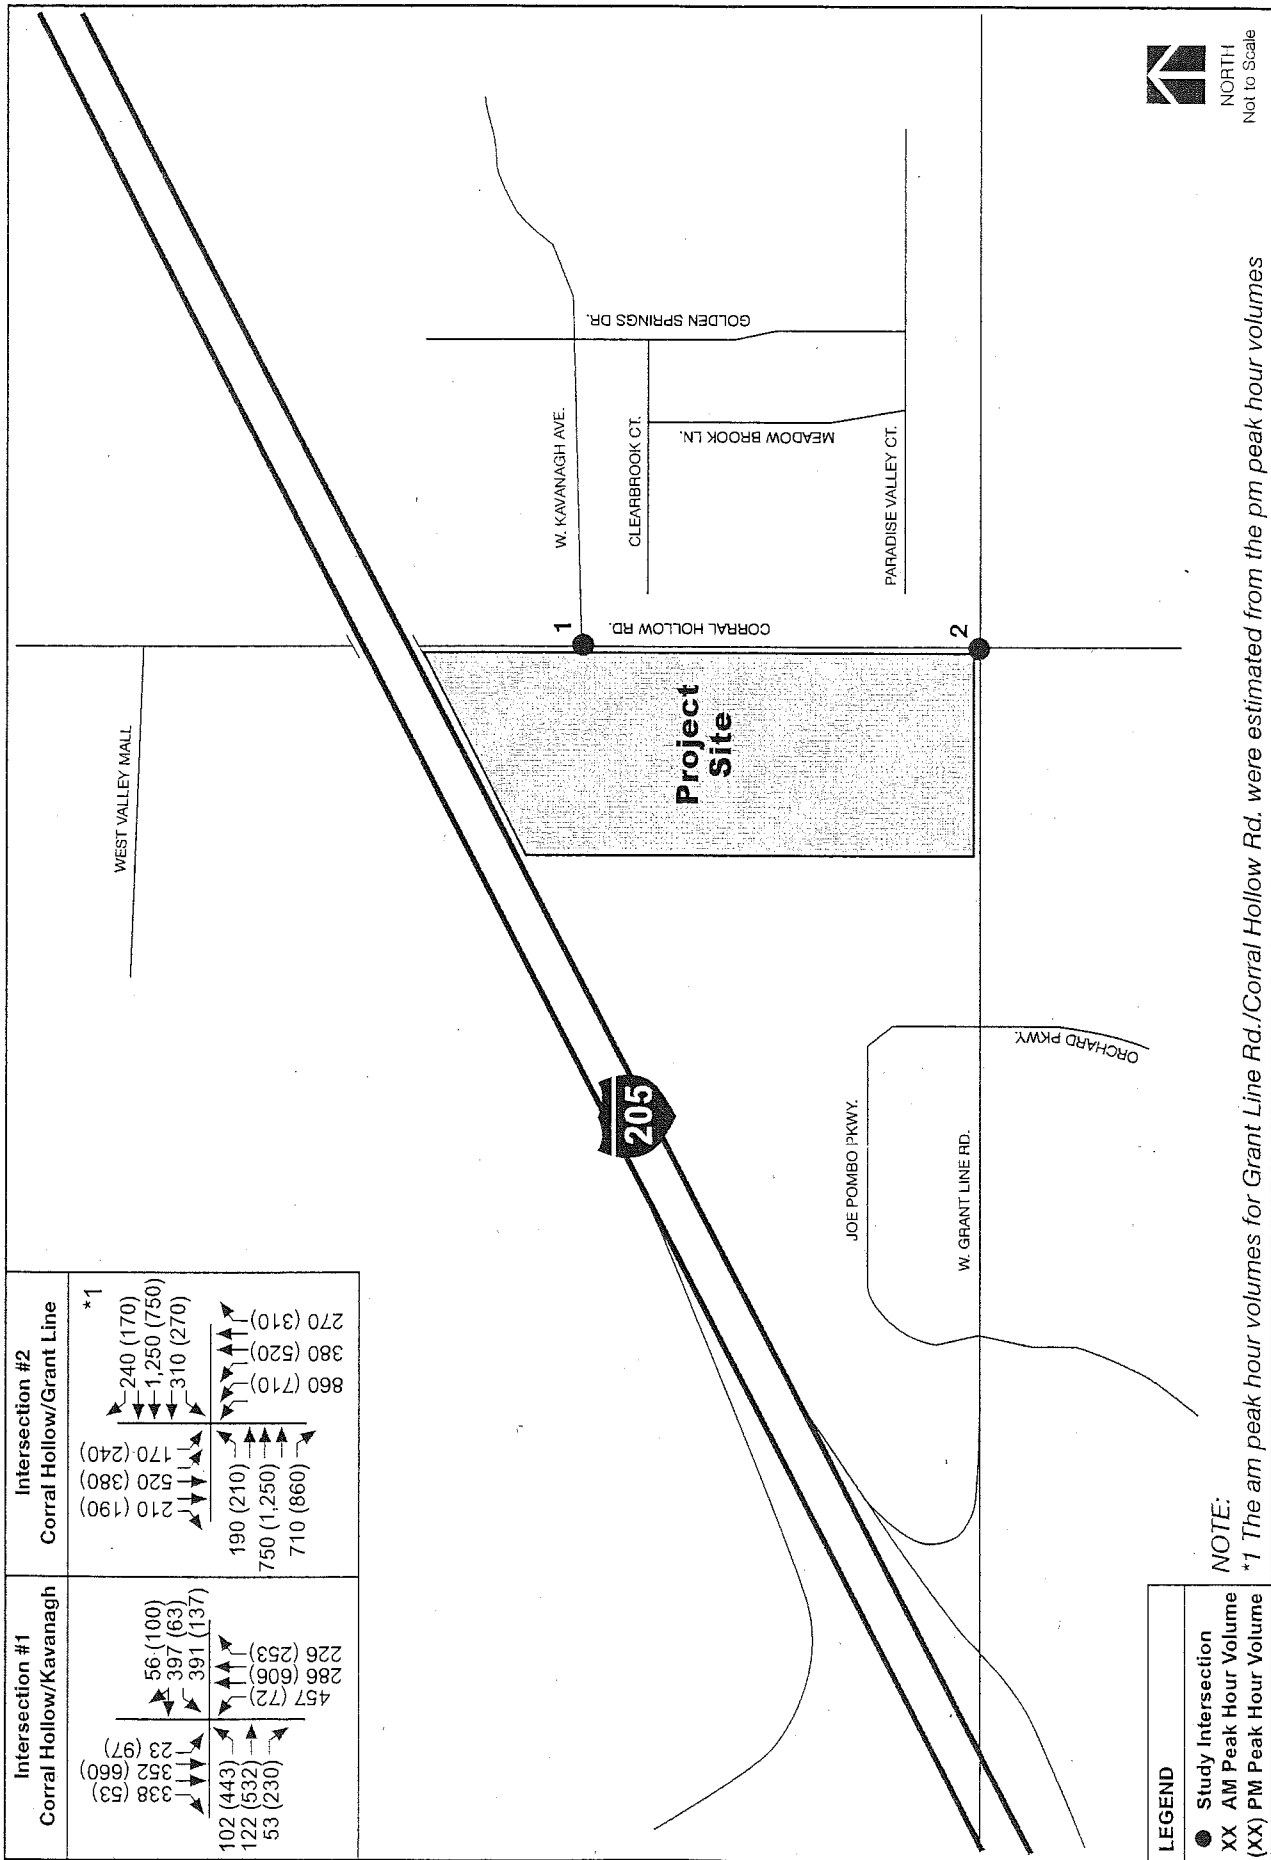 Intersection #1
Corral Hollow/Kavanagh
338 (53)
352 (660)
23 (97)
56 (100)
397 (63)
391 (137)
102 (443)
122 (532)
53 (230)
457 (72)
286 (606)
226 (253)
Intersection #2
Corral Hollow/Grant Line
*1
210 (190)
520 (380)
170 (240)
240 (170)
1,250 (750)
310 (270)
190 (210)
750 (1,250)
710 (860)
860 (710)
380 (520)
270 (310)
WEST VALLEY MALL
205
W. KAVANAGH AVE.
GOLDEN SPRINGS DR.
CLEARBROOK CT.
MEADOW BROOK LN.
PARADISE VALLEY CT.
CORRAL HOLLOW RD.
1
2
Project
Site
JOE POMBO PKWY.
ORCHARD PKWY.
W. GRANT LINE RD.
NORTH
Not to Scale
LEGEND
Study Intersection
XX AM Peak Hour Volume
(XX) PM Peak Hour Volume
NOTE:
*1 The am peak hour volumes for Grant Line Rd./Corral Hollow Rd. were estimated from the pm peak hour volumes